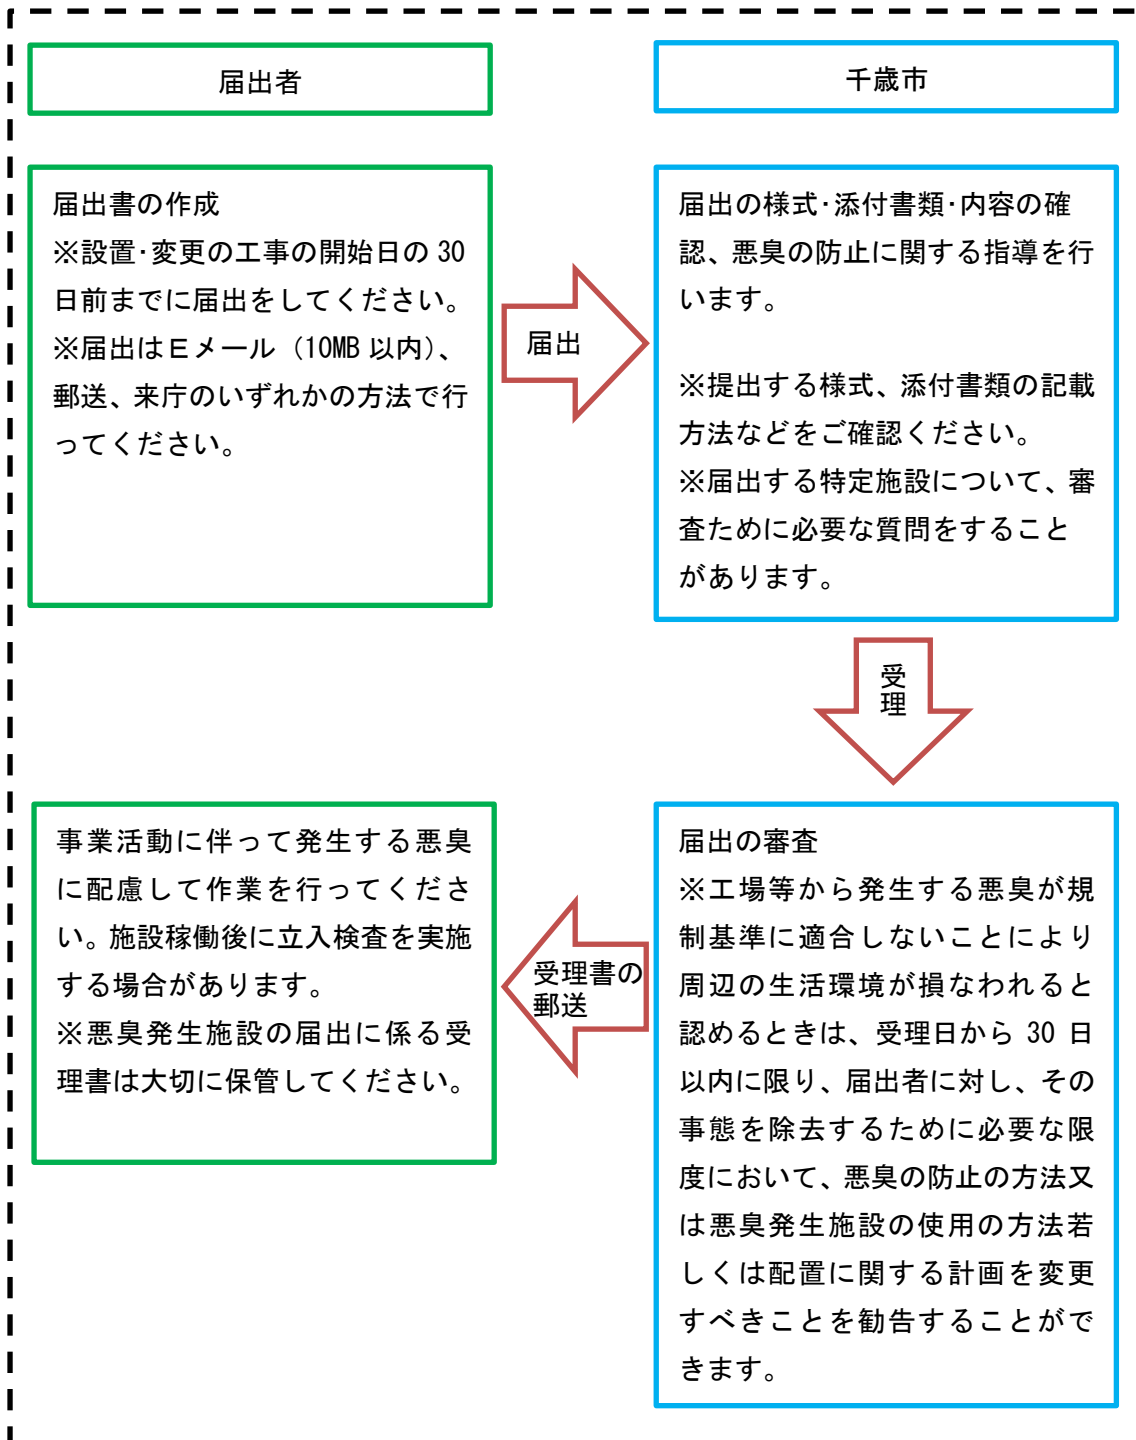 届出者
千歳市
届出書の作成
※設置･変更の工事の開始日の 30
日前までに届出をしてください。
※届出はＥメール（10MB 以内）、
郵送、来庁のいずれかの方法で行
ってください。
届出
届出の様式･添付書類･内容の確
認、悪臭の防止に関する指導を行
います。
※提出する様式、添付書類の記載
方法などをご確認ください。
※届出する特定施設について、審
査ために必要な質問をすること
があります。
受
理
届出の審査
※工場等から発生する悪臭が規
制基準に適合しないことにより
周辺の生活環境が損なわれると
認めるときは、受理日から 30 日
以内に限り、届出者に対し、その
事態を除去するために必要な限
度において、悪臭の防止の方法又
は悪臭発生施設の使用の方法若
しくは配置に関する計画を変更
すべきことを勧告することがで
きます。
受理書の
郵送
事業活動に伴って発生する悪臭
に配慮して作業を行ってくださ
い。施設稼働後に立入検査を実施
する場合があります。
※悪臭発生施設の届出に係る受
理書は大切に保管してください。